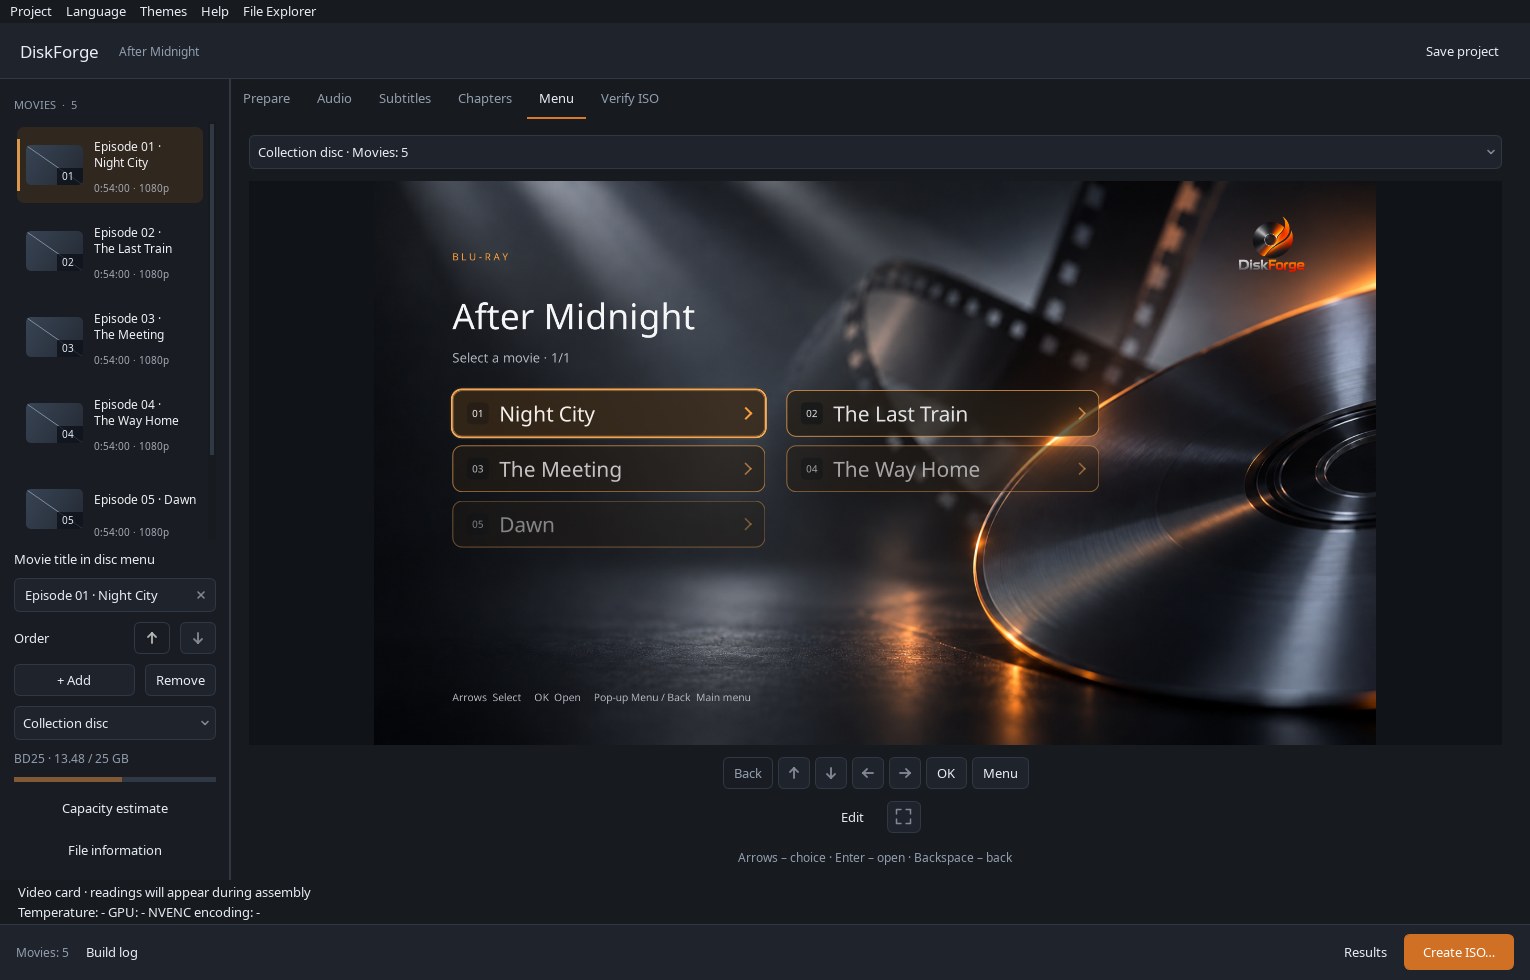 Project Language Themes Help File Explorer
DiskForge After Midnight Save project
MOVIES · 5
Episode 01 ·
Night City
01
0:54:00 · 1080p
Episode 02 ·
The Last Train
02
0:54:00 · 1080p
Episode 03 ·
The Meeting
03
0:54:00 · 1080p
Episode 04 ·
The Way Home
04
0:54:00 · 1080p
Episode 05 · Dawn
05
0:54:00 · 1080p
Movie title in disc menu
Episode 01 · Night City
Order
+ Add Remove
Collection disc
BD25 · 13.48 / 25 GB
Capacity estimate
File information
Prepare Audio Subtitles Chapters Menu Verify ISO
Collection disc · Movies: 5
DiskForge
BLU-RAY
After Midnight
Select a movie · 1/1
01 Night City
02 The Last Train
03 The Meeting
04 The Way Home
05 Dawn
Arrows Select OK Open Pop-up Menu / Back Main menu
Back OK Menu
Edit
Arrows – choice · Enter – open · Backspace – back
Video card · readings will appear during assembly
Temperature: - GPU: - NVENC encoding: -
Movies: 5 Build log Results Create ISO...